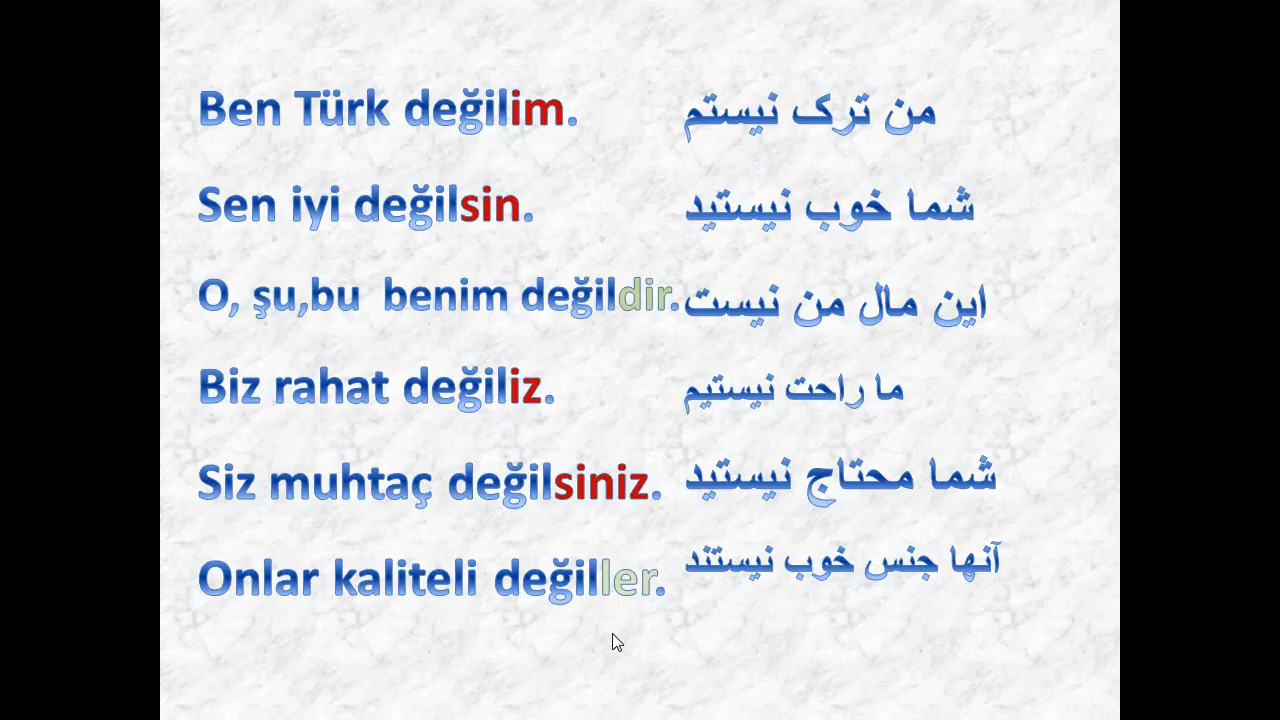 Ben Türk değilim. من ترک نیستم
Sen iyi değilsin. شما خوب نیستید
O, şu,bu benim değildir. این مال من نیست
Biz rahat değiliz. ما راحت نیستیم
Siz muhtaç değilsiniz. شما محتاج نیستید
Onlar kaliteli değiller. آنها جنس خوب نیستند